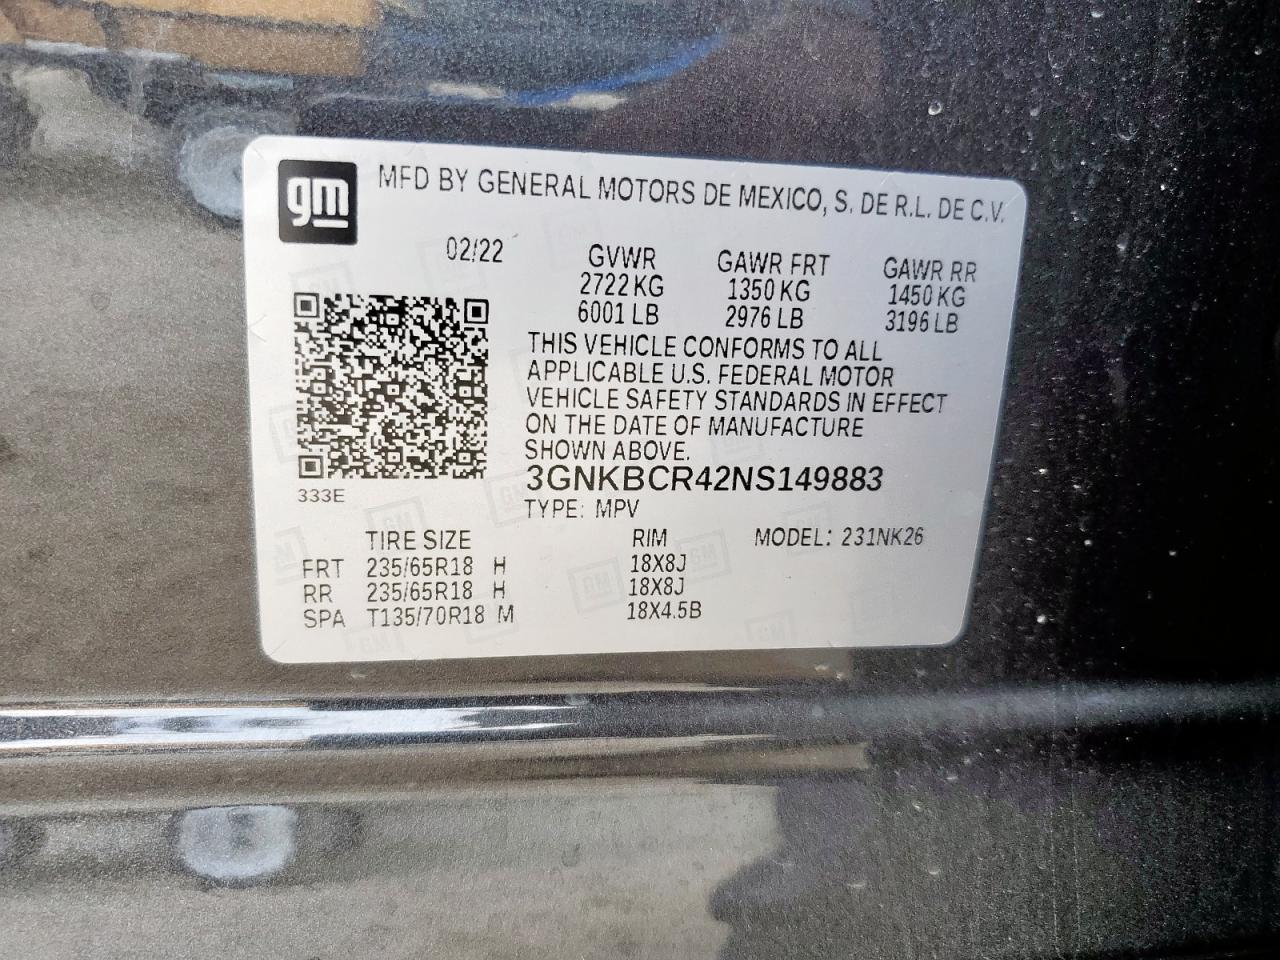 gm
MFD BY GENERAL MOTORS DE MEXICO, S. DE R.L. DE C.V.
02/22 GVWR GAWR FRT GAWR RR
2722 KG 1350 KG 1450 KG
6001 LB 2976 LB 3196 LB
THIS VEHICLE CONFORMS TO ALL
APPLICABLE U.S. FEDERAL MOTOR
VEHICLE SAFETY STANDARDS IN EFFECT
ON THE DATE OF MANUFACTURE
SHOWN ABOVE.
3GNKBCR42NS149883
333E
TYPE: MPV
TIRE SIZE RIM MODEL: 231NK26
FRT 235/65R18 H 18X8J
RR 235/65R18 H 18X8J
SPA T135/70R18 M 18X4.5B